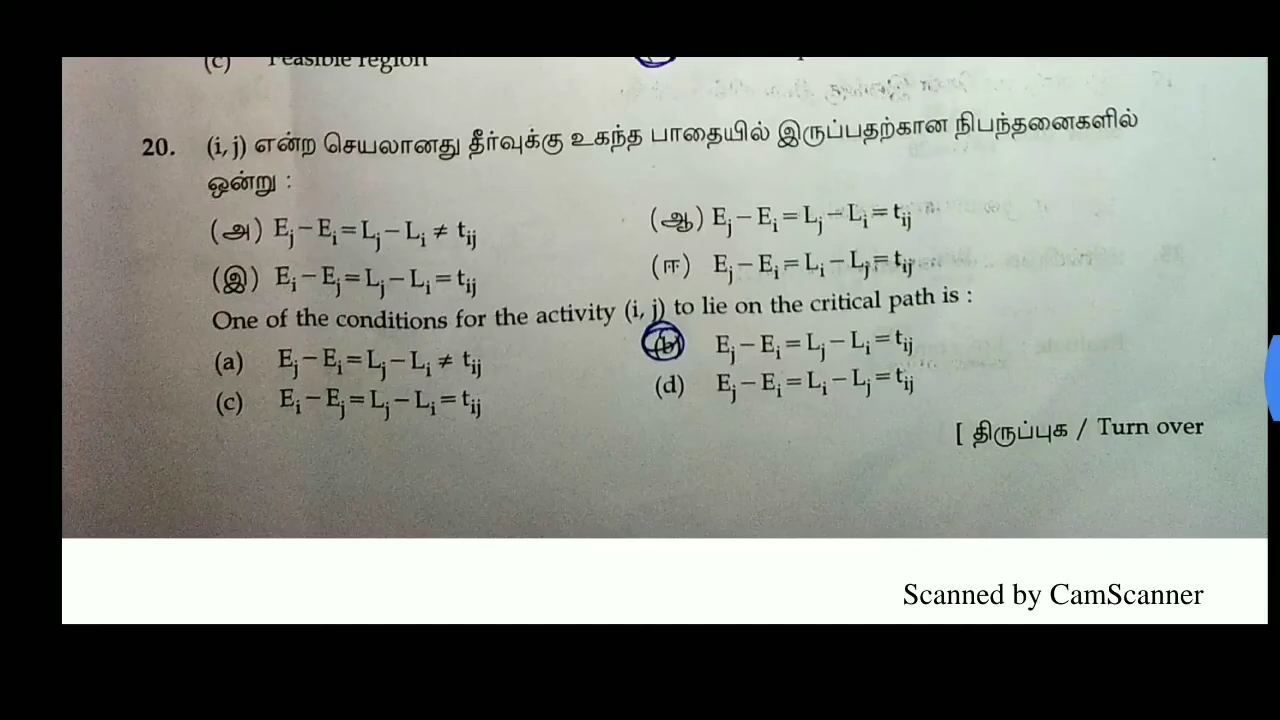 (c) Feasible region
20. (i, j) என்ற செயலானது தீர்வுக்கு உகந்த பாதையில் இருப்பதற்கான நிபந்தனைகளில்
ஒன்று :
(அ) Ej − Ei = Lj − Li ≠ tij (ஆ) Ej − Ei = Lj − Li = tij
(இ) Ei − Ej = Lj − Li = tij (ஈ) Ej − Ei = Li − Lj = tij
One of the conditions for the activity (i, j) to lie on the critical path is :
(a) Ej − Ei = Lj − Li ≠ tij (b) Ej − Ei = Lj − Li = tij
(c) Ei − Ej = Lj − Li = tij (d) Ej − Ei = Li − Lj = tij
[ திருப்புக / Turn over
Scanned by CamScanner